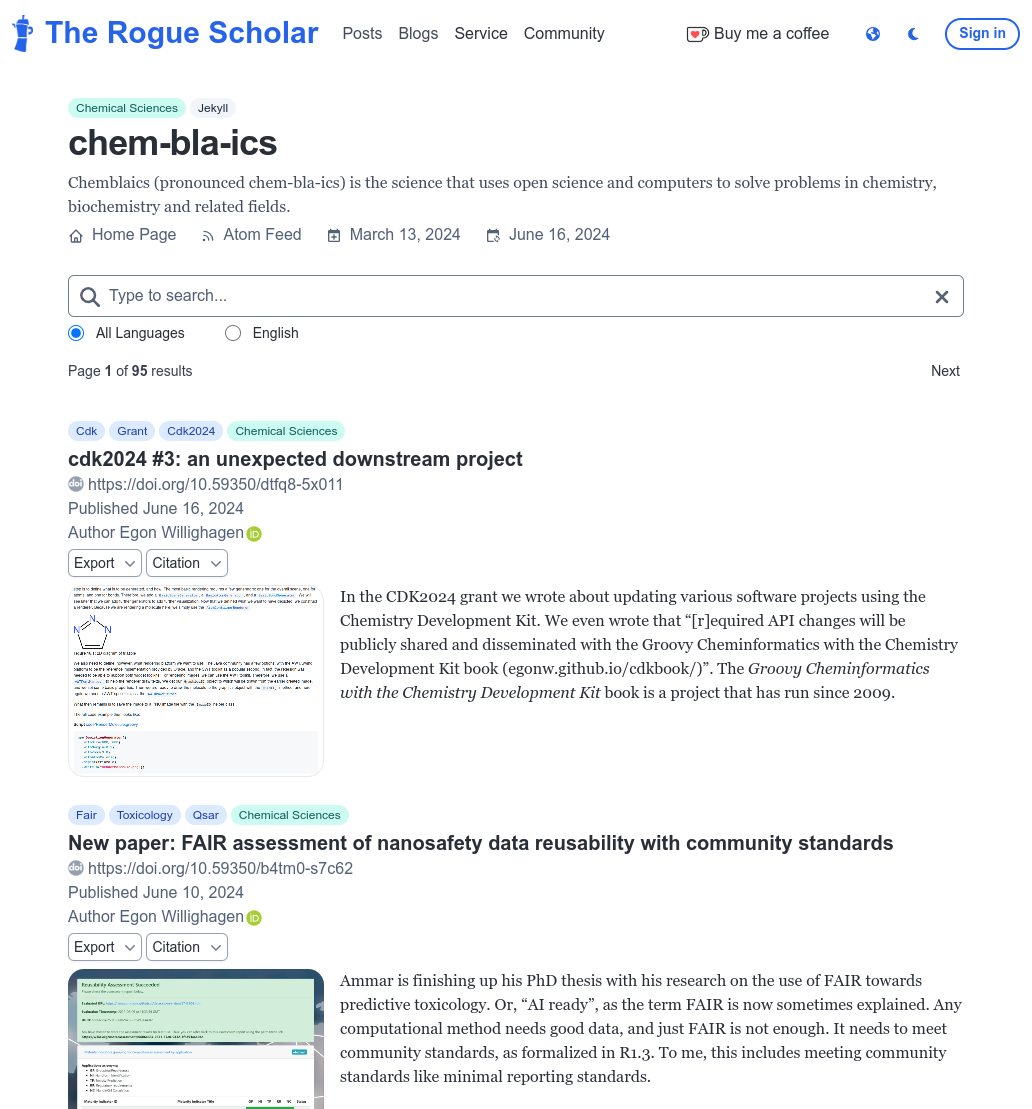 The Rogue Scholar Posts Blogs Service Community Buy me a coffee Sign in
Chemical Sciences Jekyll
chem-bla-ics
Chemblaics (pronounced chem-bla-ics) is the science that uses open science and computers to solve problems in chemistry,
biochemistry and related fields.
Home Page Atom Feed March 13, 2024 June 16, 2024
Type to search...
All Languages English
Page 1 of 95 results Next
Cdk Grant Cdk2024 Chemical Sciences
cdk2024 #3: an unexpected downstream project
doi https://doi.org/10.59350/dtfq8-5x011
Published June 16, 2024
Author Egon Willighagen iD
Export Citation
In the CDK2024 grant we wrote about updating various software projects using the
Chemistry Development Kit. We even wrote that “[r]equired API changes will be
publicly shared and disseminated with the Groovy Cheminformatics with the Chemistry
Development Kit book (egonw.github.io/cdkbook/)”. The Groovy Cheminformatics
with the Chemistry Development Kit book is a project that has run since 2009.
Fair Toxicology Qsar Chemical Sciences
New paper: FAIR assessment of nanosafety data reusability with community standards
doi https://doi.org/10.59350/b4tm0-s7c62
Published June 10, 2024
Author Egon Willighagen iD
Export Citation
Reusability Assessment Succeeded
Ammar is finishing up his PhD thesis with his research on the use of FAIR towards
predictive toxicology. Or, “AI ready”, as the term FAIR is now sometimes explained. Any
computational method needs good data, and just FAIR is not enough. It needs to meet
community standards, as formalized in R1.3. To me, this includes meeting community
standards like minimal reporting standards.